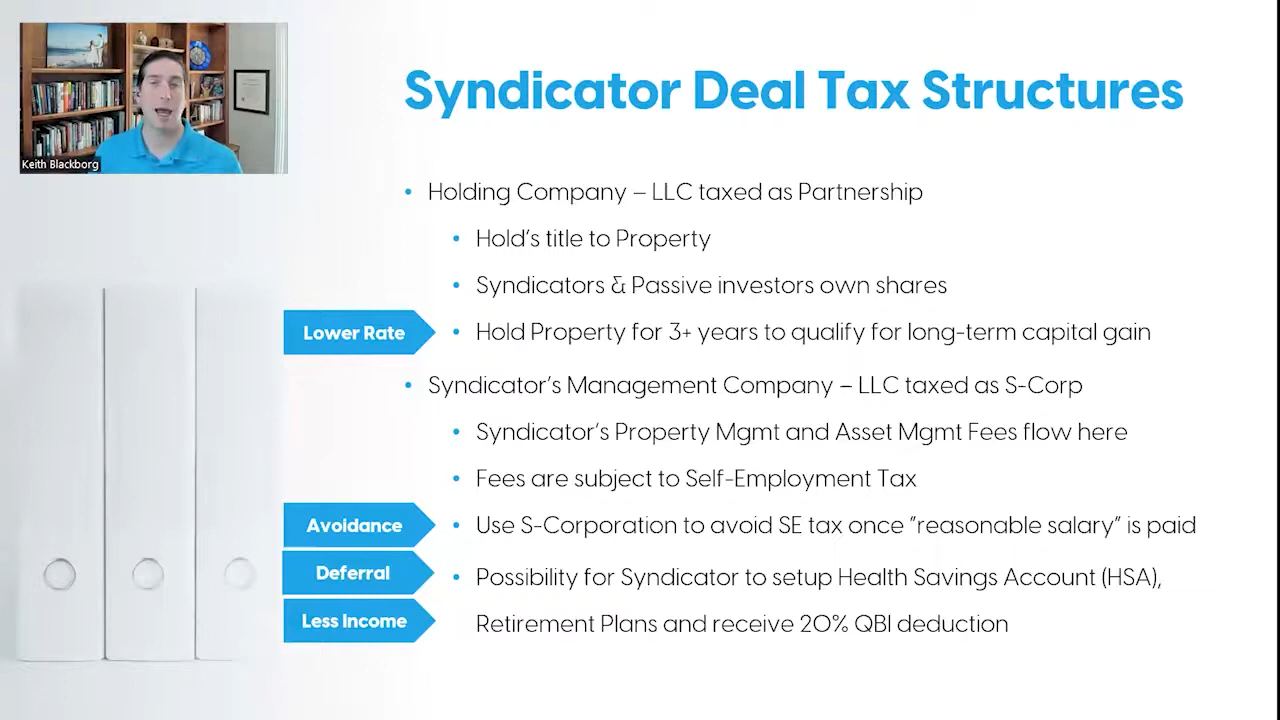 Keith Blackborg
Syndicator Deal Tax Structures
• Holding Company – LLC taxed as Partnership
• Hold's title to Property
• Syndicators & Passive investors own shares
Lower Rate
• Hold Property for 3+ years to qualify for long-term capital gain
• Syndicator's Management Company – LLC taxed as S-Corp
• Syndicator's Property Mgmt and Asset Mgmt Fees flow here
• Fees are subject to Self-Employment Tax
Avoidance
• Use S-Corporation to avoid SE tax once "reasonable salary" is paid
Deferral
• Possibility for Syndicator to setup Health Savings Account (HSA),
Less Income
Retirement Plans and receive 20% QBI deduction